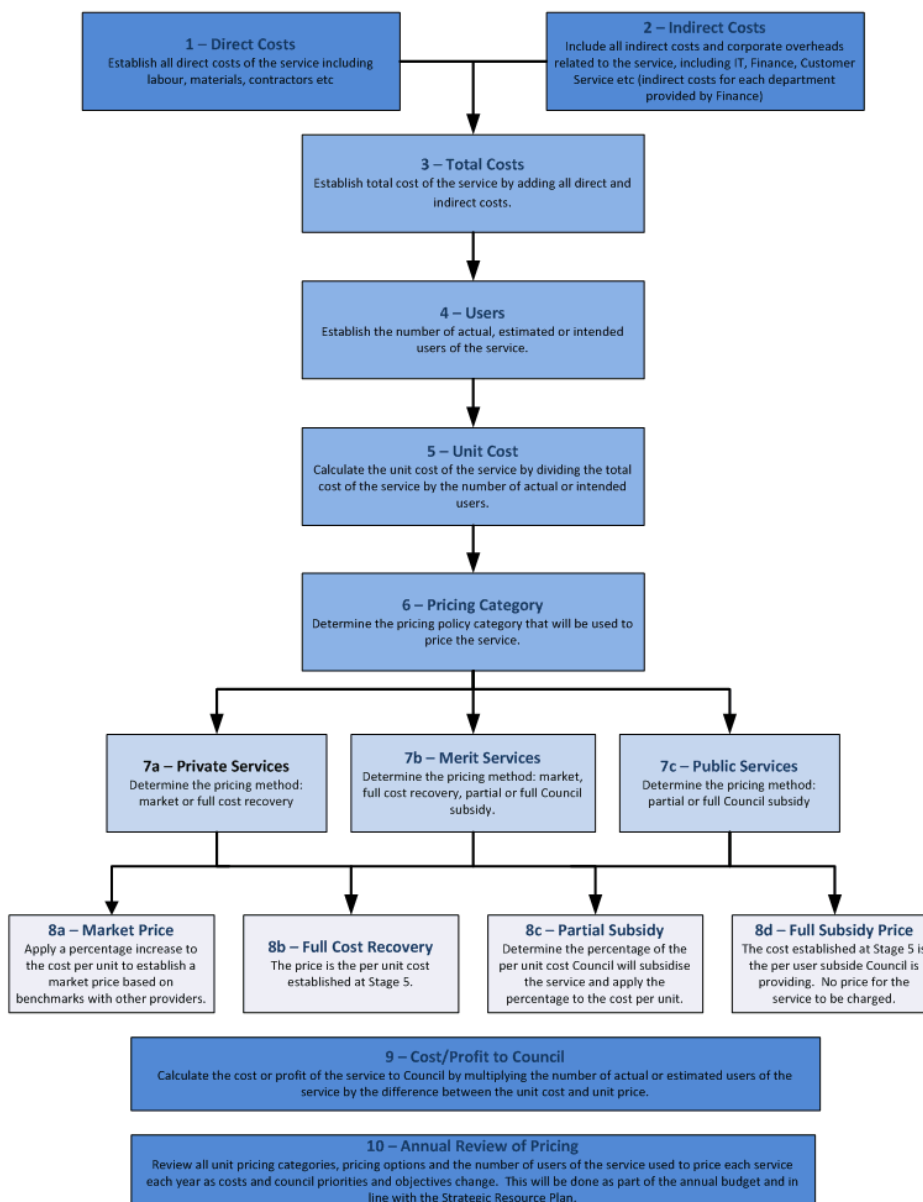 1 – Direct Costs
Establish all direct costs of the service including
labour, materials, contractors etc
2 – Indirect Costs
Include all indirect costs and corporate overheads
related to the service, including IT, Finance, Customer
Service etc (indirect costs for each department
provided by Finance)
3 – Total Costs
Establish total cost of the service by adding all direct and
indirect costs.
4 – Users
Establish the number of actual, estimated or intended
users of the service.
5 – Unit Cost
Calculate the unit cost of the service by dividing the total
cost of the service by the number of actual or intended
users.
6 – Pricing Category
Determine the pricing policy category that will be used to
price the service.
7a – Private Services
Determine the pricing method:
market or full cost recovery
7b – Merit Services
Determine the pricing method: market,
full cost recovery, partial or full Council
subsidy.
7c – Public Services
Determine the pricing method:
partial or full Council subsidy
8a – Market Price
Apply a percentage increase to
the cost per unit to establish a
market price based on
benchmarks with other providers.
8b – Full Cost Recovery
The price is the per unit cost
established at Stage 5.
8c – Partial Subsidy
Determine the percentage of the
per unit cost Council will subsidise
the service and apply the
percentage to the cost per unit.
8d – Full Subsidy Price
The cost established at Stage 5 is
the per user subside Council is
providing.  No price for the
service to be charged.
9 – Cost/Profit to Council
Calculate the cost or profit of the service to Council by multiplying the number of actual or estimated users of the
service by the difference between the unit cost and unit price.
10 – Annual Review of Pricing
Review all unit pricing categories, pricing options and the number of users of the service used to price each service
each year as costs and council priorities and objectives change.  This will be done as part of the annual budget and in
line with the Strategic Resource Plan.